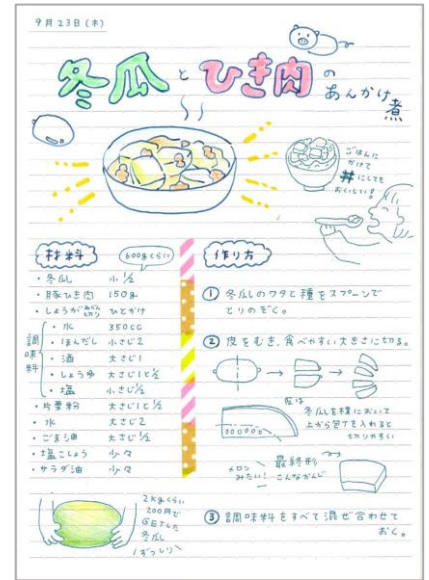 9月23日(木)
冬瓜とひき肉の
あんかけ煮
ごはんに
かけて
丼にしても
おいしい!
材料
600gくらい
・冬瓜 小1/2
・豚ひき肉 150g
・しょうがみじん切り ひとかけ
調味料
・水 350cc
・ほんだし 小さじ2
・酒 大さじ1
・しょうゆ 大さじ1と1/2
・塩 小さじ1/2
・片栗粉 大さじ1と1/2
・水 大さじ2
・ごま油 大さじ1/2
・塩こしょう 少々
・サラダ油 少々
2kgくらい
200円で
GETした
冬瓜
ずっしり
作り方
① 冬瓜のワタと種をスプーンで
とりのぞく。
② 皮をむき、食べやすい大きさに切る。
皮は
冬瓜を横において
上から包丁を入れると
切りやすい
メロン
みたい!
最終形
こんなかんじ
③ 調味料をすべて混ぜ合わせて
おく。